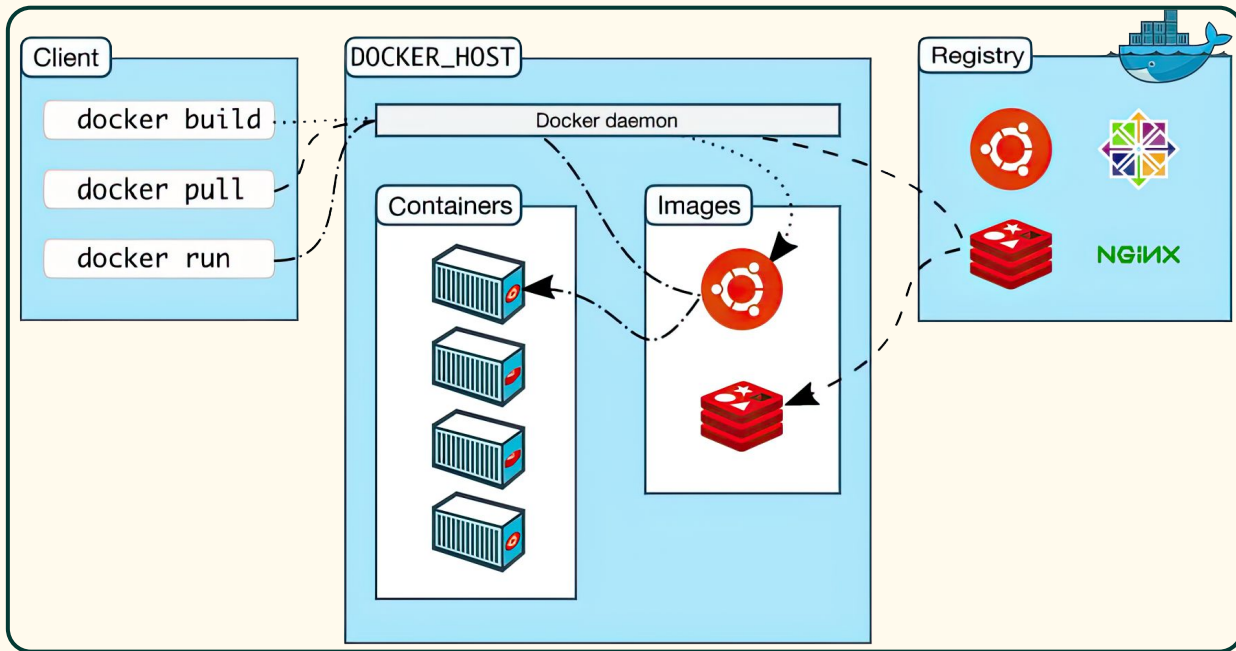 Client
docker build
docker pull
docker run
DOCKER_HOST
Docker daemon
Containers
Images
Registry
NGINX